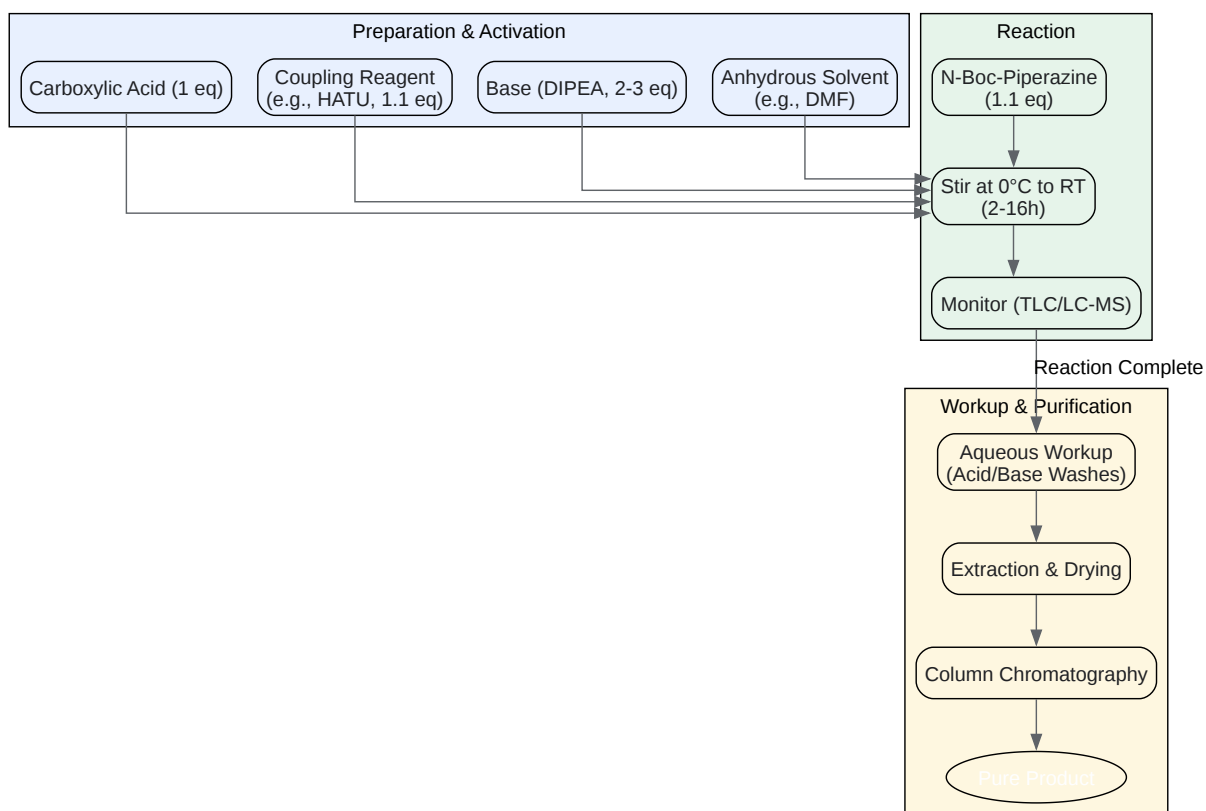 Preparation & Activation
Carboxylic Acid (1 eq)
Coupling Reagent
(e.g., HATU, 1.1 eq)
Base (DIPEA, 2-3 eq)
Anhydrous Solvent
(e.g., DMF)
Reaction
N-Boc-Piperazine
(1.1 eq)
Stir at 0°C to RT
(2-16h)
Monitor (TLC/LC-MS)
Reaction Complete
Workup & Purification
Aqueous Workup
(Acid/Base Washes)
Extraction & Drying
Column Chromatography
Pure Product